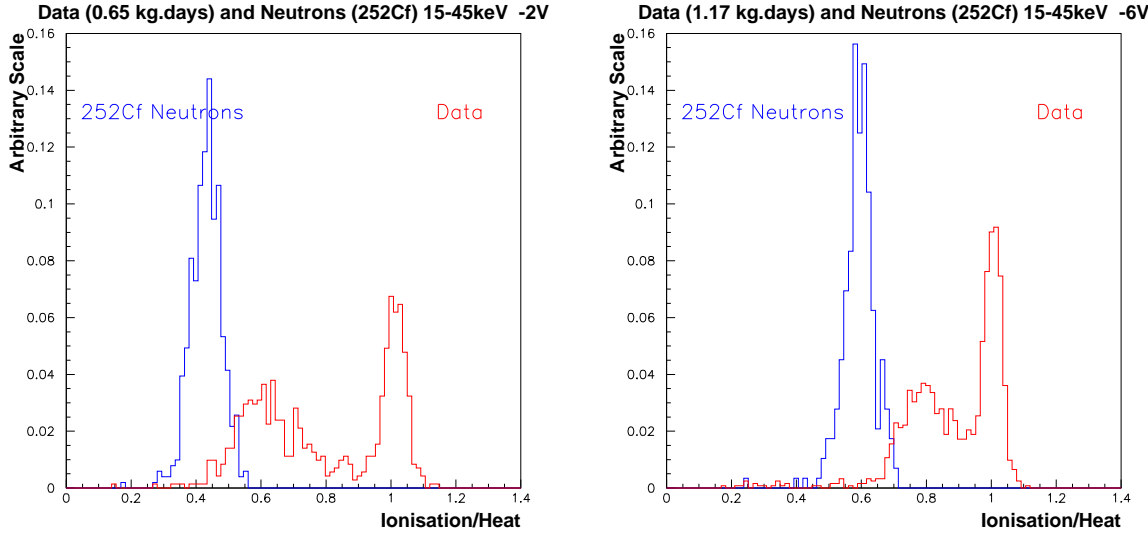 Data (0.65 kg.days) and Neutrons (252Cf) 15-45keV -2V
Arbitrary Scale
0.16
0.14
0.12
0.1
0.08
0.06
0.04
0.02
0
252Cf Neutrons
Data
0 0.2 0.4 0.6 0.8 1 1.2 1.4
Ionisation/Heat
Data (1.17 kg.days) and Neutrons (252Cf) 15-45keV -6V
Arbitrary Scale
0.16
0.14
0.12
0.1
0.08
0.06
0.04
0.02
0
252Cf Neutrons
Data
0 0.2 0.4 0.6 0.8 1 1.2 1.4
Ionisation/Heat